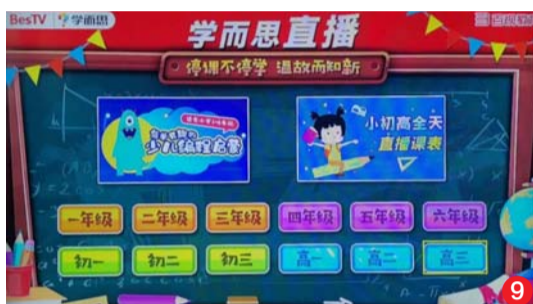 BesTV 学而思
学而思直播
停课不停学 温故而知新
少儿编程启蒙
小初高全天
直播课表
一年级 二年级 三年级 四年级 五年级 六年级
初一 初二 初三 高一 高二 高三
9